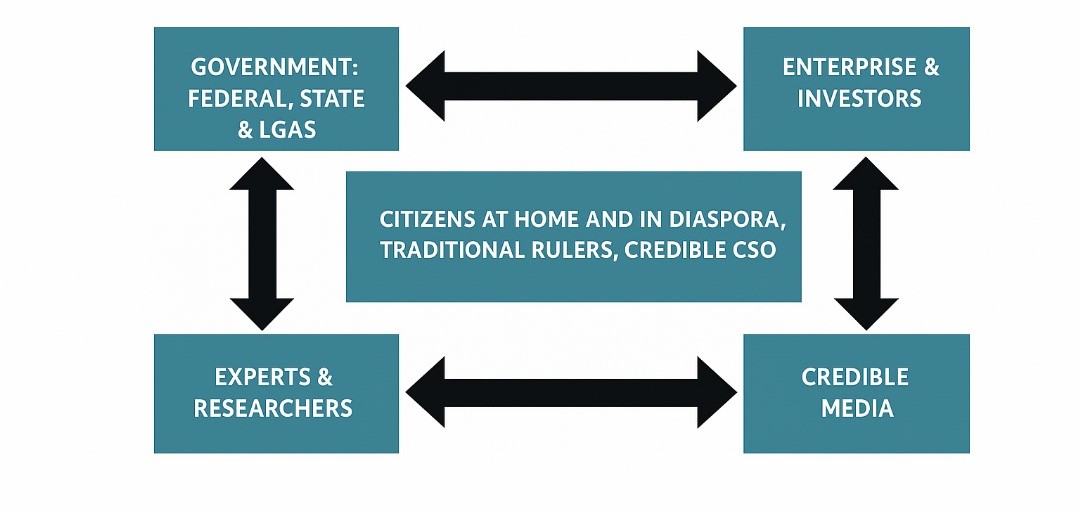 GOVERNMENT:
FEDERAL, STATE
& LGAS
ENTERPRISE &
INVESTORS
CITIZENS AT HOME AND IN DIASPORA,
TRADITIONAL RULERS, CREDIBLE CSO
EXPERTS &
RESEARCHERS
CREDIBLE
MEDIA